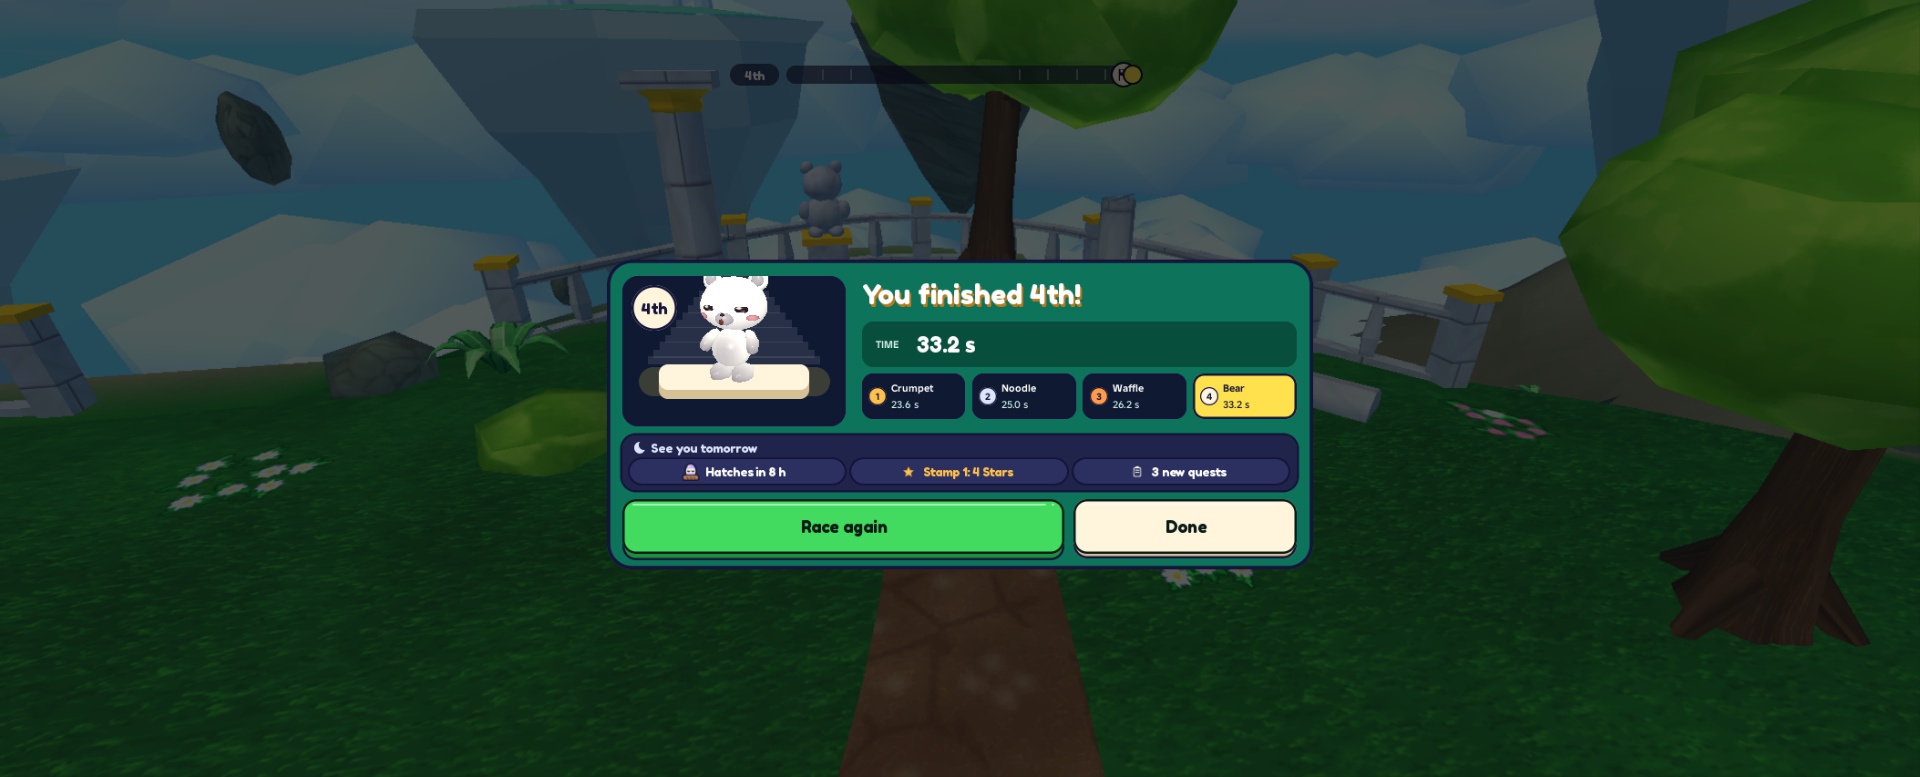 4th
4th
You finished 4th!
TIME 33.2 s
1 Crumpet 23.6 s
2 Noodle 25.0 s
3 Waffle 26.2 s
4 Bear 33.2 s
See you tomorrow
Hatches in 8 h
Stamp 1: 4 Stars
3 new quests
Race again
Done